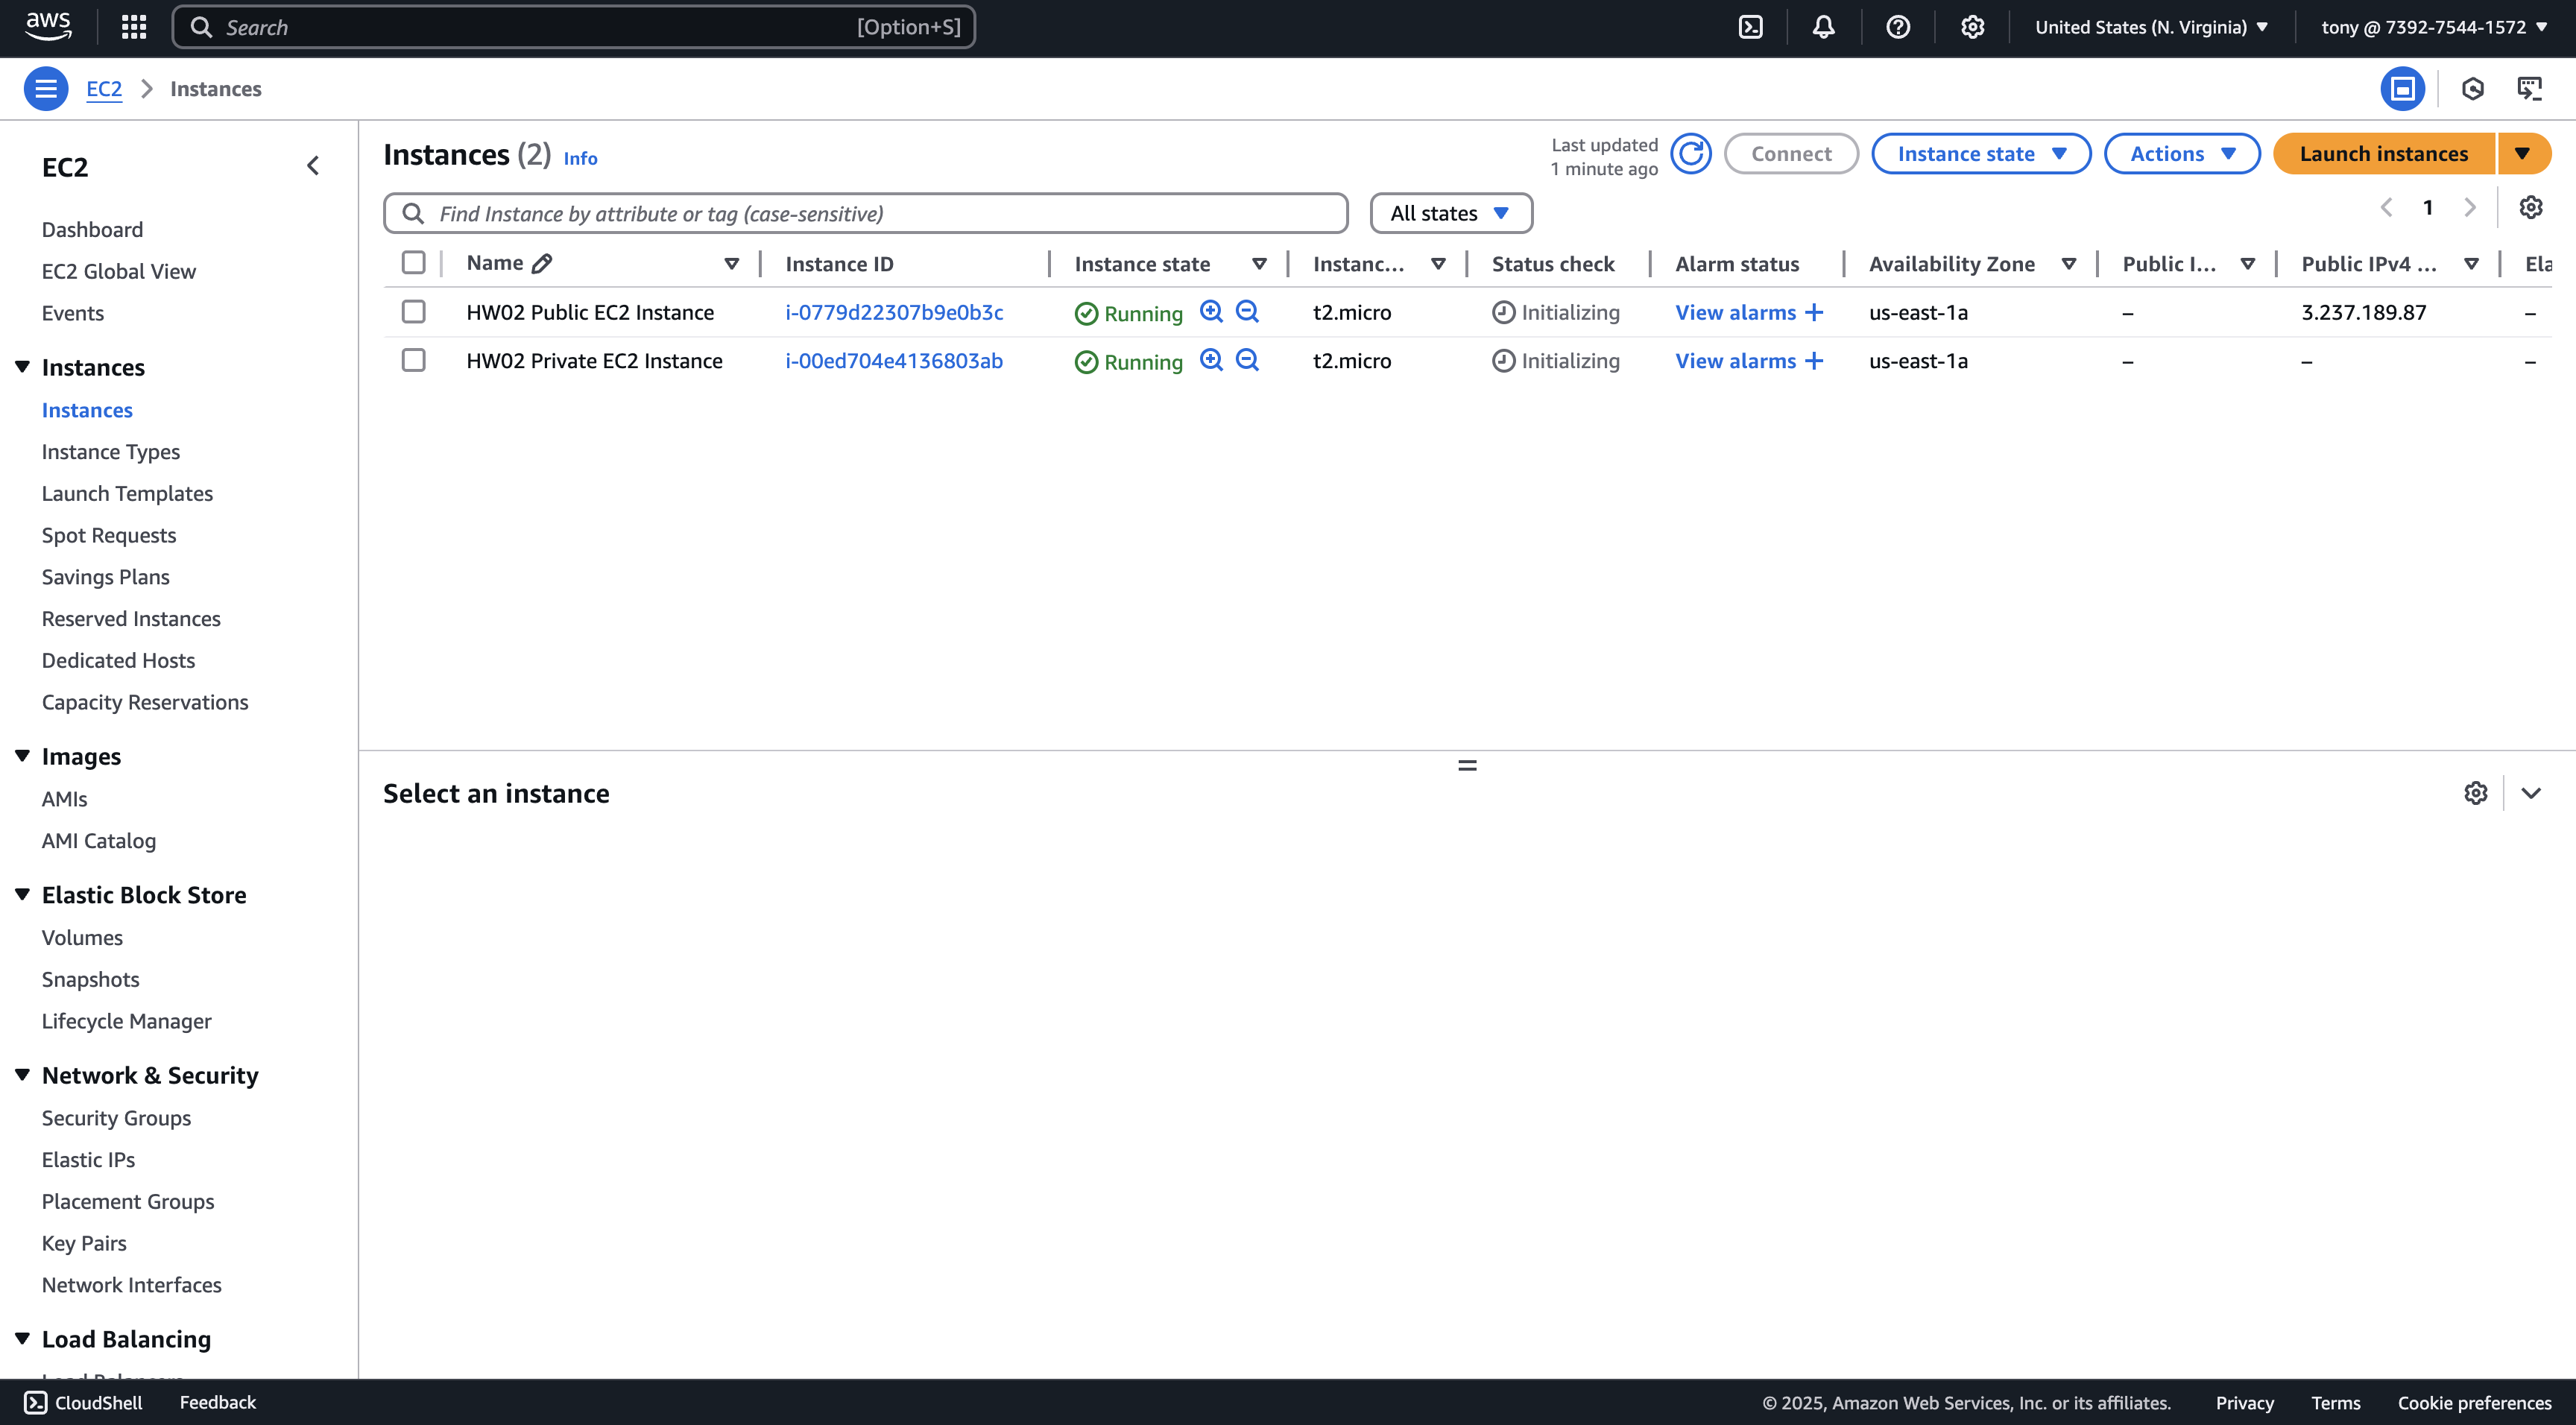 aws
Search [Option+S]
United States (N. Virginia)
tony @ 7392-7544-1572
EC2
Instances
EC2
Dashboard
EC2 Global View
Events
Instances
Instances
Instance Types
Launch Templates
Spot Requests
Savings Plans
Reserved Instances
Dedicated Hosts
Capacity Reservations
Images
AMIs
AMI Catalog
Elastic Block Store
Volumes
Snapshots
Lifecycle Manager
Network & Security
Security Groups
Elastic IPs
Placement Groups
Key Pairs
Network Interfaces
Load Balancing
Instances (2) Info
Last updated
1 minute ago
Connect
Instance state
Actions
Launch instances
Find Instance by attribute or tag (case-sensitive)
All states
1
Name Instance ID Instance state Instanc... Status check Alarm status Availability Zone Public I... Public IPv4 ... Ela
HW02 Public EC2 Instance i-0779d22307b9e0b3c Running t2.micro Initializing View alarms + us-east-1a – 3.237.189.87 –
HW02 Private EC2 Instance i-00ed704e4136803ab Running t2.micro Initializing View alarms + us-east-1a – – –
Select an instance
CloudShell
Feedback
© 2025, Amazon Web Services, Inc. or its affiliates.
Privacy
Terms
Cookie preferences